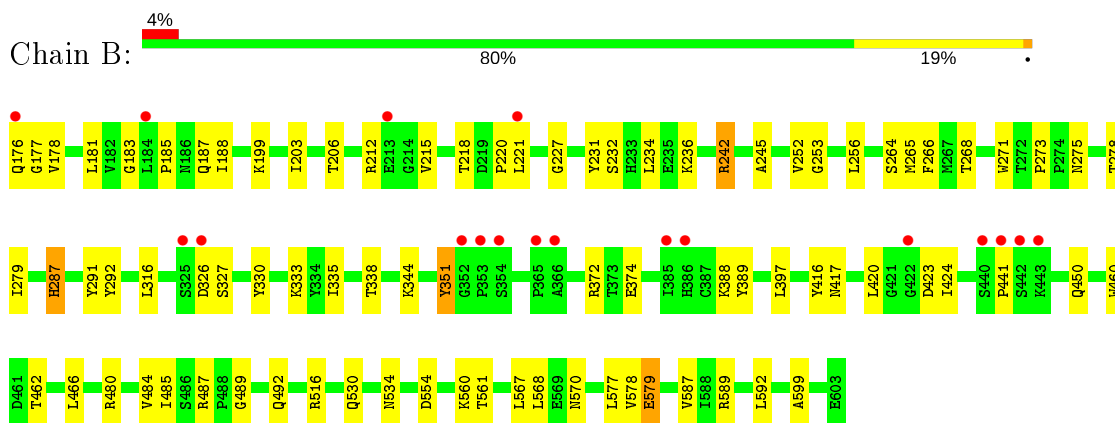 4%
Chain B:
80% 19% •
Q176 G177 V178 L181 V182 G183 L184 P185 N186 Q187 I188 K199 I203 T206 R212 E213 G214 V215 T218 D219 P220 L221 G227 Y231 S232 H233 L234 E235 K236 R242 A245 V252 G253 L256 S264 M265 F266 M267 T268 W271 T272 P273 P274 N275
I279 H287 Y291 Y292 L316 S325 D326 S327 Y330 K333 Y334 I335 T338 K344 Y351 G352 P353 S354 P365 A366 R372 T373 E374 I385 H386 C387 K388 Y389 L397 Y416 N417 L420 G421 G422 D423 I424 S440 P441 S442 K443 Q450 W460
D461 T462 L466 R480 V484 I485 S486 R487 P488 G489 Q492 R516 Q530 N534 D554 K560 T561 L567 L568 E569 N570 L577 V578 E579 V587 I588 R589 L592 A599 E603